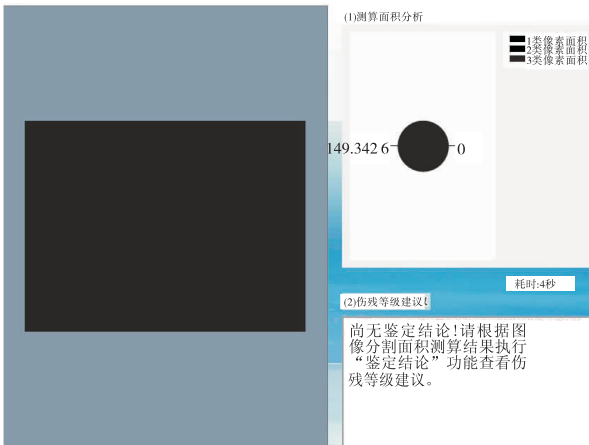 (1)测算面积分析
1类像素面积
2类像素面积
3类像素面积
149.342 6
0
耗时:4秒
(2)伤残等级建议
尚无鉴定结论!请根据图
像分割面积测算结果执行
“鉴定结论”功能查看伤
残等级建议。